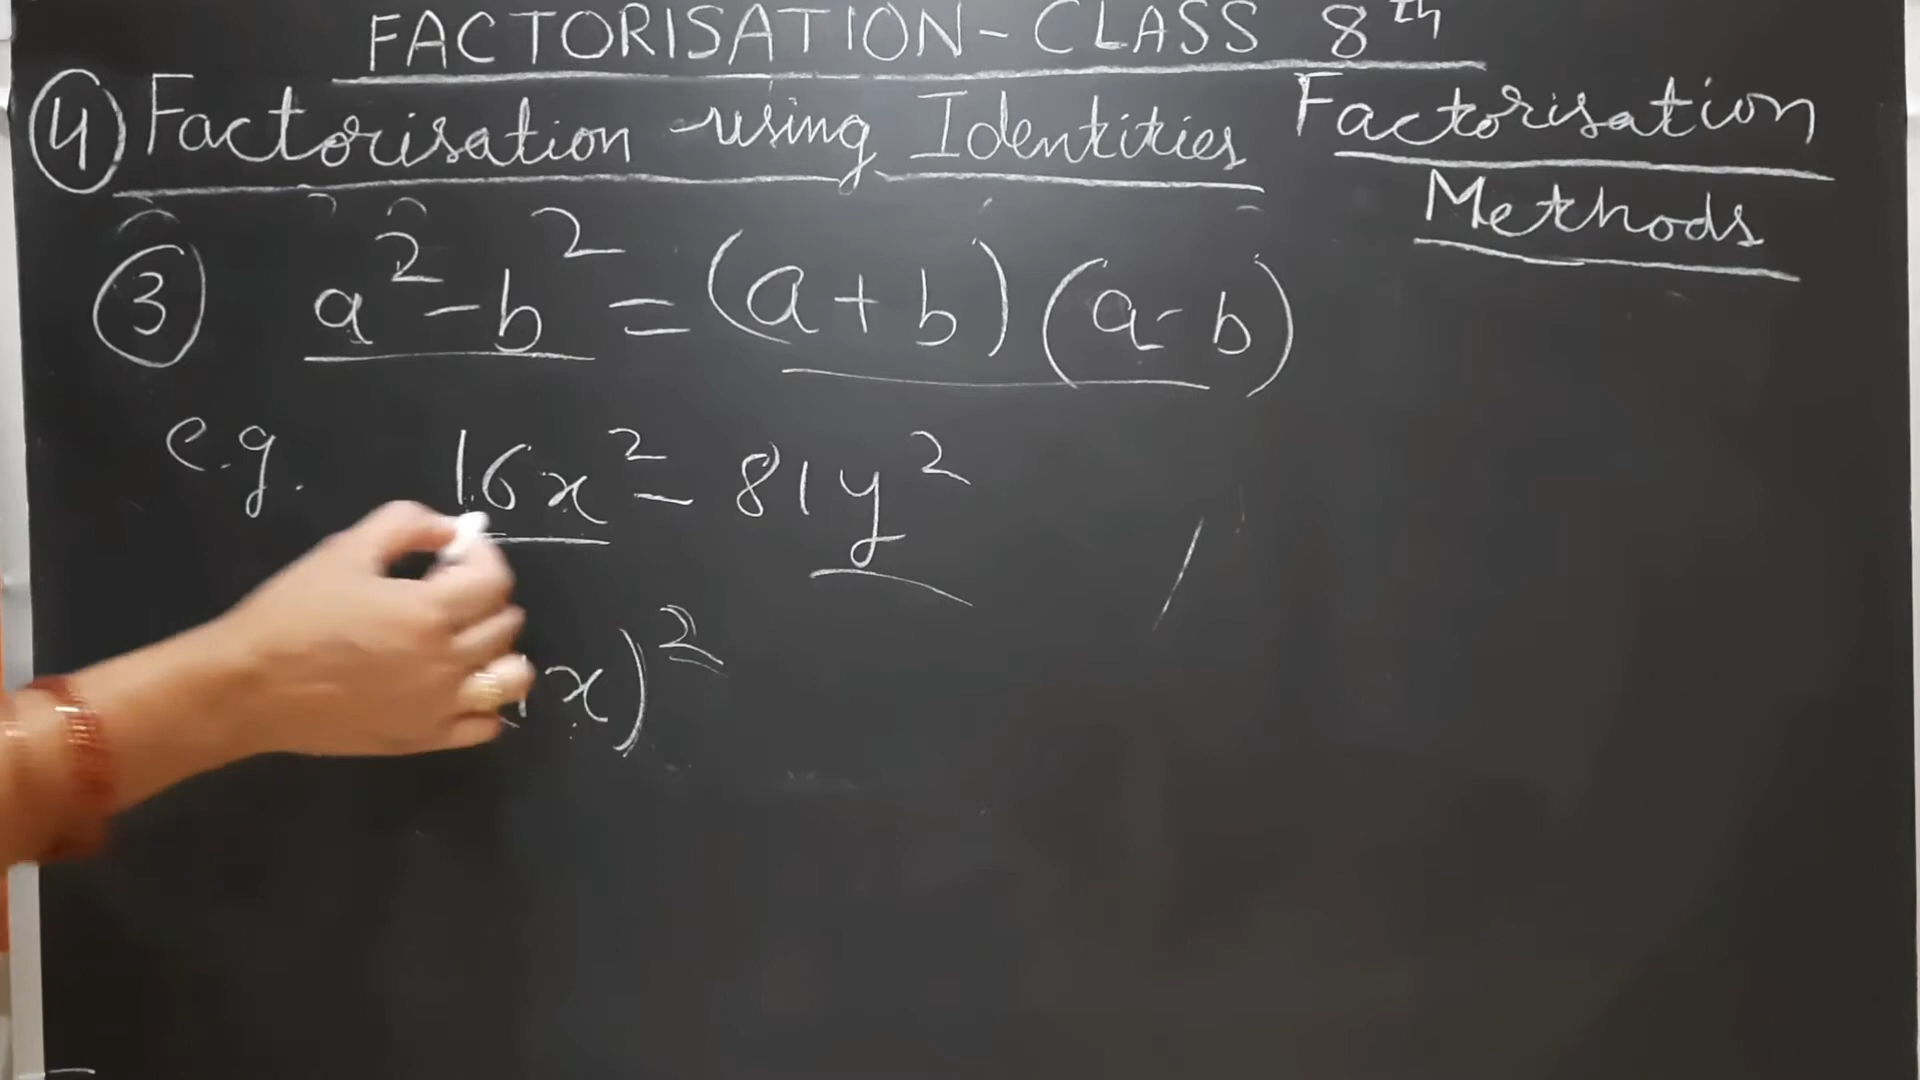 FACTORISATION - CLASS 8th
④ Factorisation using Identities
Factorisation
Methods
③ a² - b² = (a + b) (a - b)
e.g. 16x² - 81y²
x)²